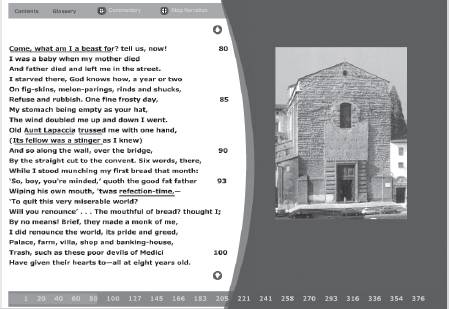 Contents Glossary Commentary Stop Narration
Come, what am I a beast for? tell us, now! 80
I was a baby when my mother died
And father died and left me in the street.
I starved there, God knows how, a year or two
On fig-skins, melon-parings, rinds and shucks,
Refuse and rubbish. One fine frosty day, 85
My stomach being empty as your hat,
The wind doubled me up and down I went.
Old Aunt Lapaccia trussed me with one hand,
(Its fellow was a stinger as I knew)
And so along the wall, over the bridge, 90
By the straight cut to the convent. Six words, there,
While I stood munching my first bread that month:
‘So, boy, you're minded,’ quoth the good fat father 93
Wiping his own mouth, ’twas refection-time,—
‘To quit this very miserable world?
Will you renounce’ . . . The mouthful of bread? thought I;
By no means! Brief, they made a monk of me,
I did renounce the world, its pride and greed,
Palace, farm, villa, shop and banking-house,
Trash, such as these poor devils of Medici 100
Have given their hearts to—all at eight years old.
1 20 40 60 80 100 127 145 166 183 205 221 241 258 270 293 316 336 354 376